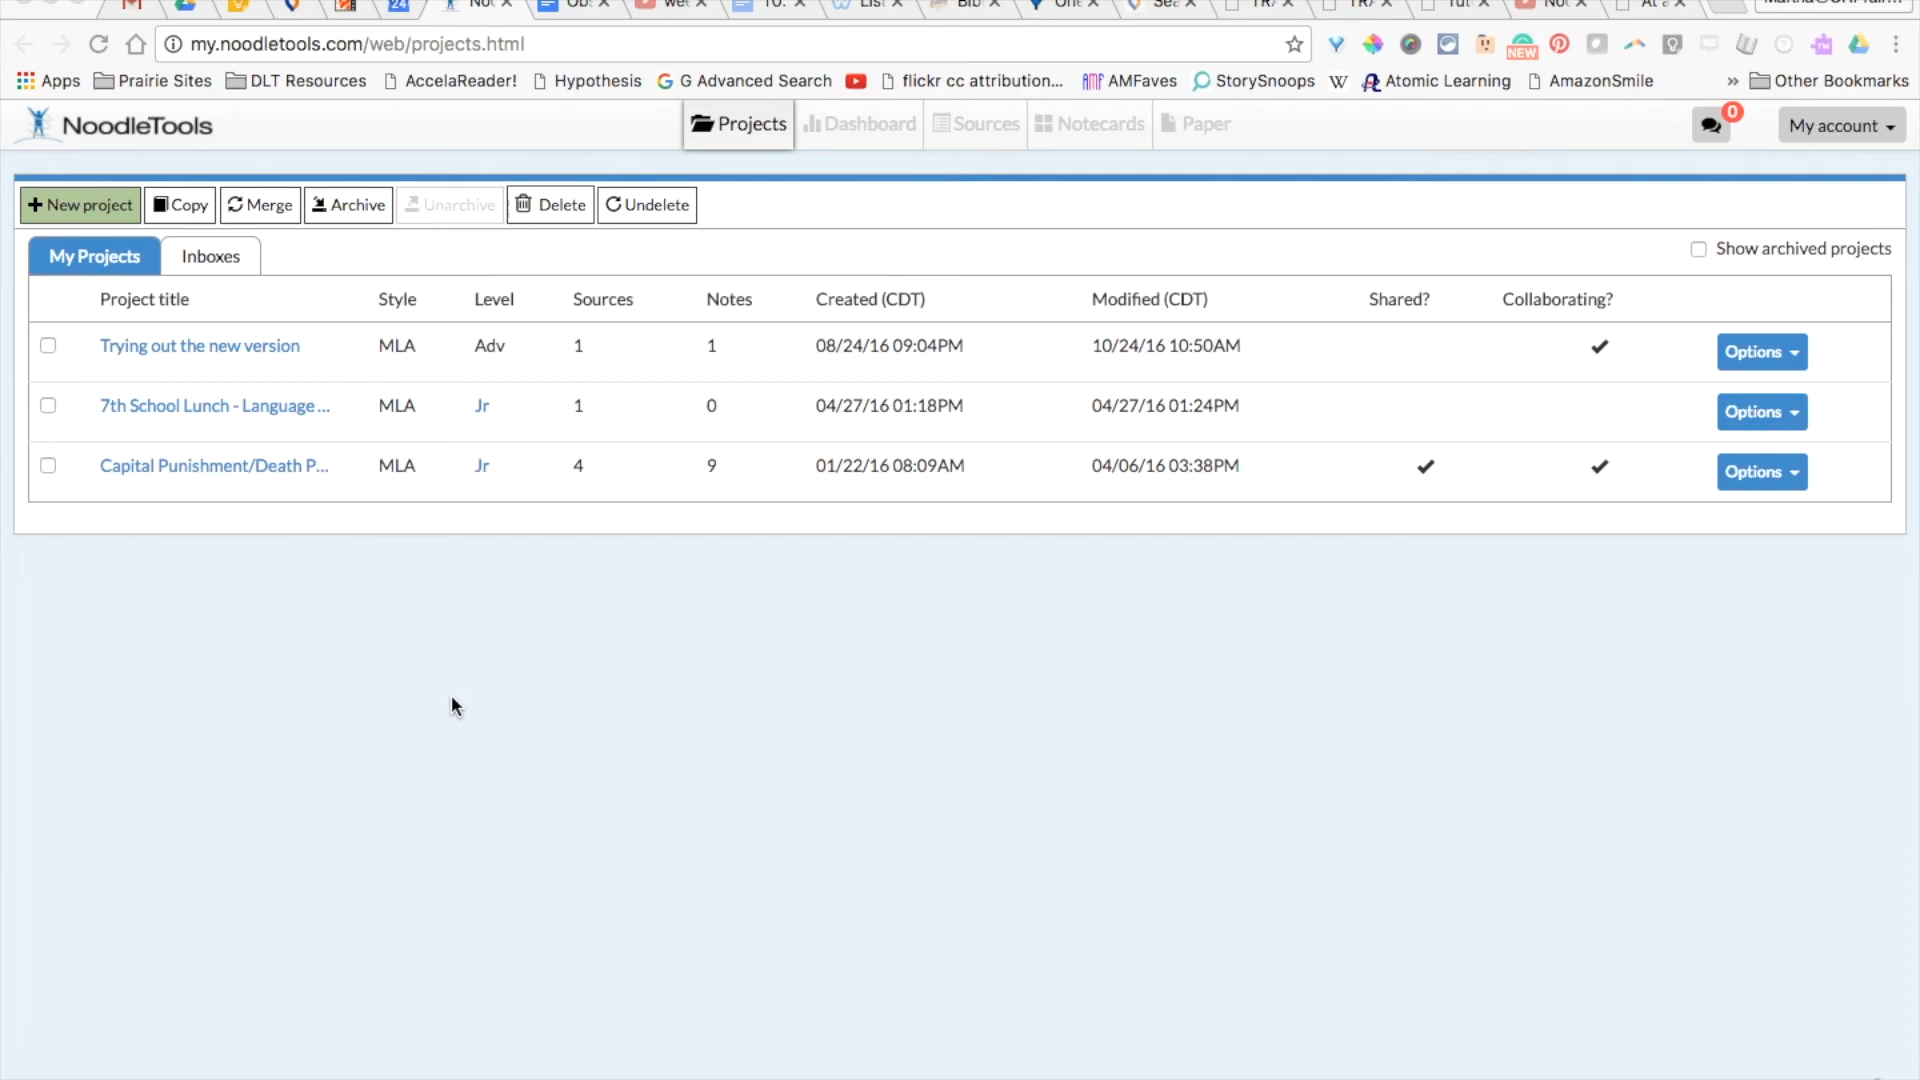 24
my.noodletools.com/web/projects.html
NEW
Apps Prairie Sites DLT Resources AccelaReader! Hypothesis G Advanced Search flickr cc attribution... AMFaves StorySnoops W Atomic Learning AmazonSmile » Other Bookmarks
NoodleTools Projects Dashboard Sources Notecards Paper 0 My account
+ New project Copy Merge Archive Unarchive Delete Undelete
My Projects Inboxes Show archived projects
Project title Style Level Sources Notes Created (CDT) Modified (CDT) Shared? Collaborating?
Trying out the new version MLA Adv 1 1 08/24/16 09:04PM 10/24/16 10:50AM ✔ Options
7th School Lunch - Language ... MLA Jr 1 0 04/27/16 01:18PM 04/27/16 01:24PM Options
Capital Punishment/Death P... MLA Jr 4 9 01/22/16 08:09AM 04/06/16 03:38PM ✔ ✔ Options